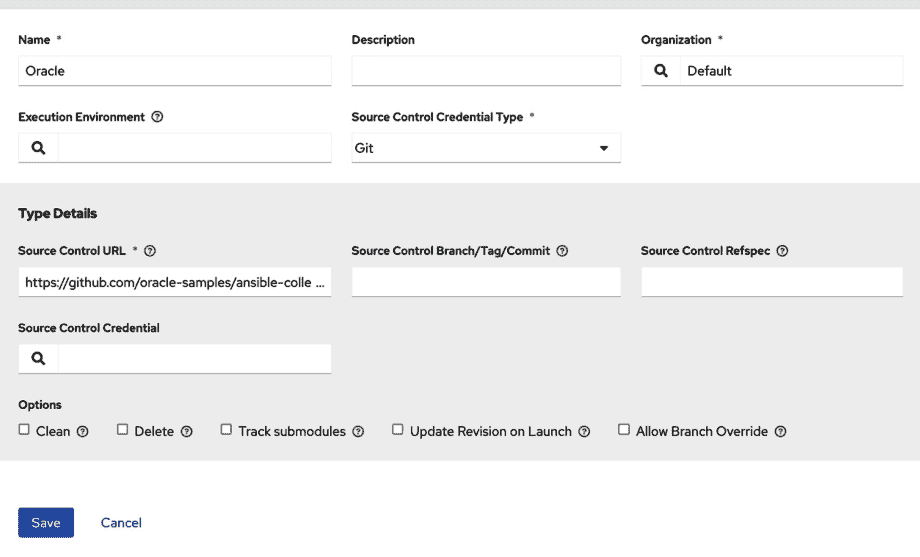 Name *
Description
Organization *
Oracle
Default
Execution Environment
Source Control Credential Type *
Git
Type Details
Source Control URL *
Source Control Branch/Tag/Commit
Source Control Refspec
https://github.com/oracle-samples/ansible-colle ...
Source Control Credential
Options
Clean
Delete
Track submodules
Update Revision on Launch
Allow Branch Override
Save
Cancel